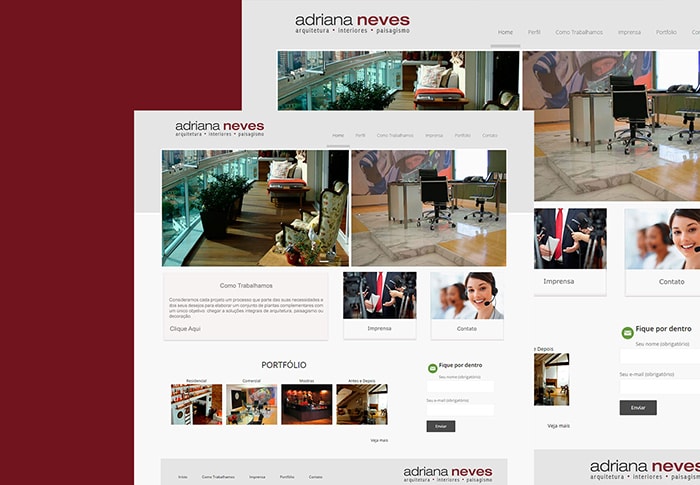 adriana neves
arquitetura • interiores • paisagismo
Home Perfil Como Trabalhamos Imprensa Portfolio Co
adriana neves
arquitetura • interiores • paisagismo
Home Perfil Como Trabalhamos Imprensa Portfolio Contato
Como Trabalhamos
Consideramos cada projeto um processo que parte das suas necessidades e
dos seus desejos para elaborar um conjunto de plantas complementares com
um único objetivo: chegar a soluções integrais de arquitetura, paisagismo ou
decoração.
Clique Aqui
Imprensa
Contato
Imprensa
Contato
PORTFÓLIO
Residencial Comercial Mostras Antes e Depois
Veja mais
Fique por dentro
Seu nome (obrigatório)
Seu e-mail (obrigatório)
Enviar
e Depois
Veja mais
Fique por dentro
Seu nome (obrigatório)
Seu e-mail (obrigatório)
Enviar
Início Como Trabalhamos Imprensa Portfólio Contato
adriana neves
arquitetura • interiores • paisagismo
adriana neves
arquitetura • interiores • paisagismo